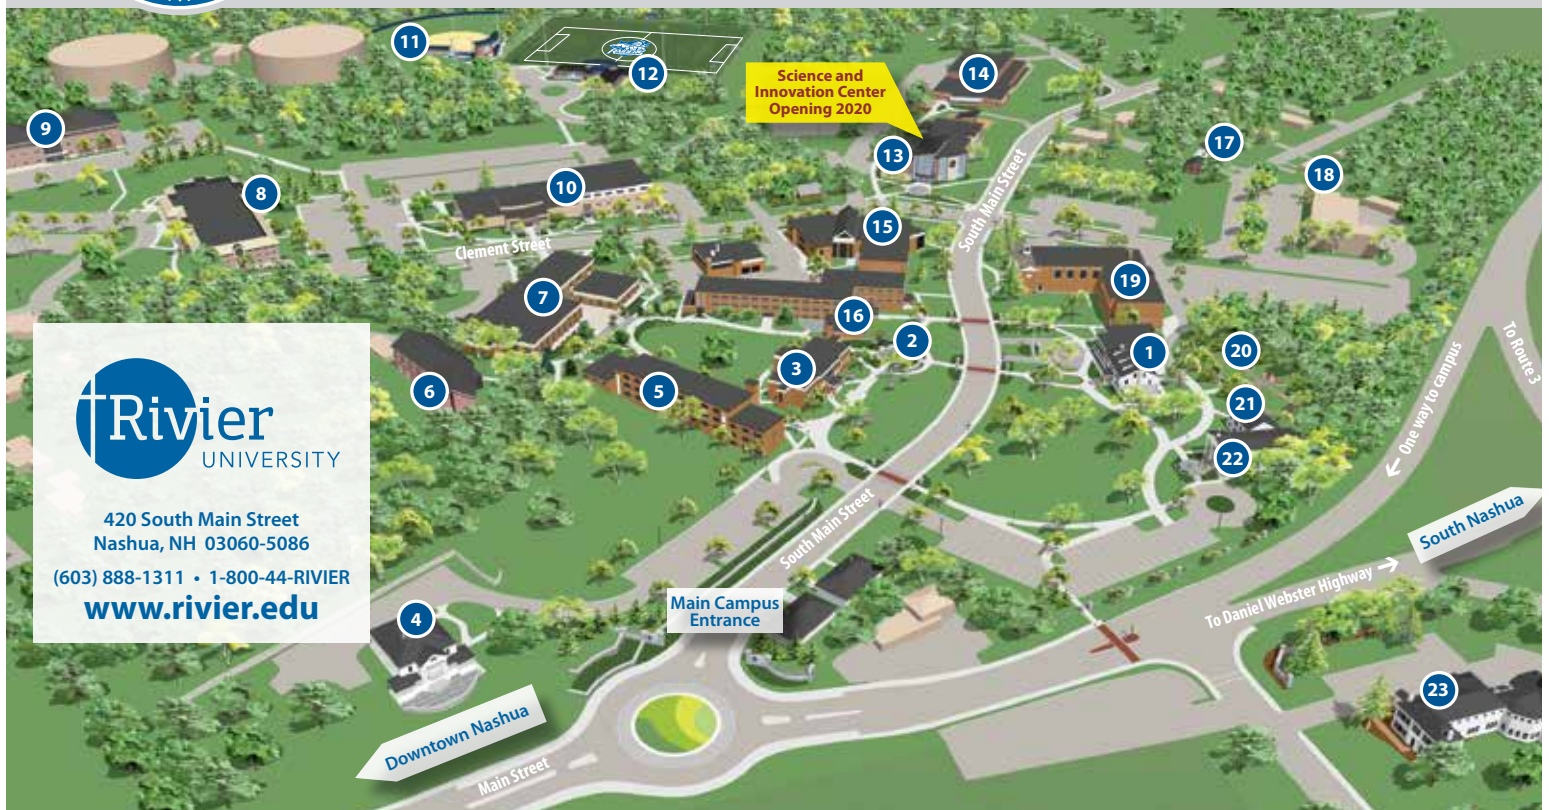 11
12
14
Science and
Innovation Center
Opening 2020
9
13
17
18
8
10
15
South Main Street
Clement Street
7
19
16
2
1
20
To Route 3
One way to campus
3
5
6
21
22
Rivier
UNIVERSITY
420 South Main Street
Nashua, NH 03060-5086
(603) 888-1311 • 1-800-44-RIVIER
www.rivier.edu
South Main Street
South Nashua
To Daniel Webster Highway
Main Campus
Entrance
4
23
Downtown Nashua
Main Street